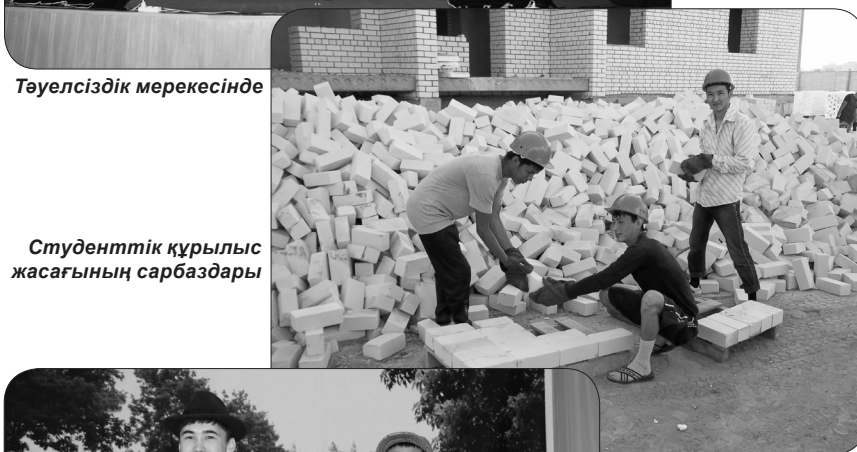 Тәуелсіздік мерекесінде
Студенттік құрылыс
жасағының сарбаздары